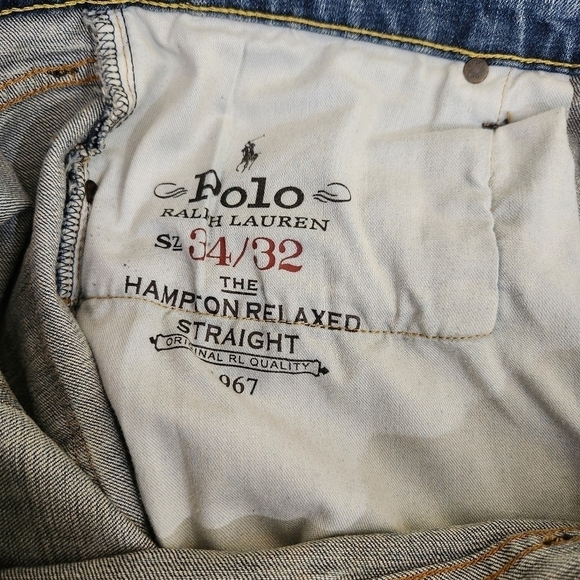 Polo
RALPH LAUREN
SZ 34/32
THE
HAMPTON RELAXED
STRAIGHT
ORIGINAL RL QUALITY
967